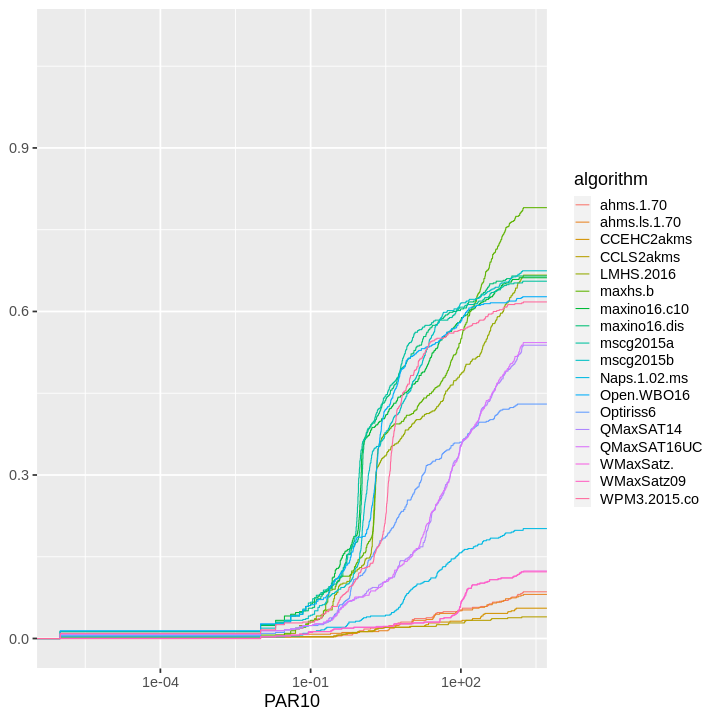 0.9
0.6
0.3
0.0
1e-04
1e-01
1e+02
PAR10
algorithm
ahms.1.70
ahms.ls.1.70
CCEHC2akms
CCLS2akms
LMHS.2016
maxhs.b
maxino16.c10
maxino16.dis
mscg2015a
mscg2015b
Naps.1.02.ms
Open.WBO16
Optiriss6
QMaxSAT14
QMaxSAT16UC
WMaxSatz.
WMaxSatz09
WPM3.2015.co